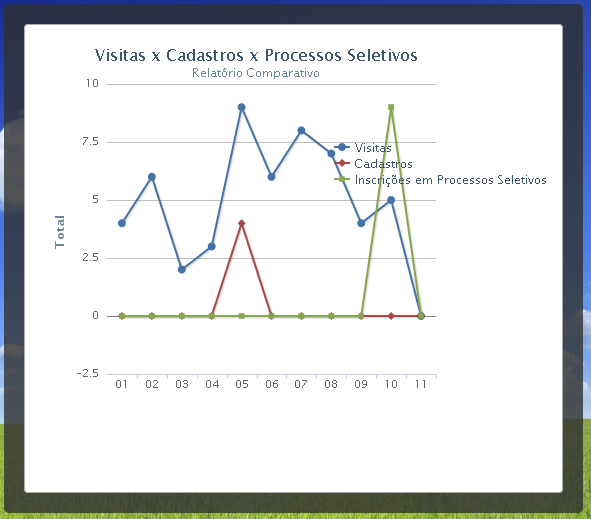 Visitas x Cadastros x Processos Seletivos
Relatório Comparativo
10
7.5
5
2.5
0
-2.5
Total
Visitas
Cadastros
Inscrições em Processos Seletivos
01 02 03 04 05 06 07 08 09 10 11